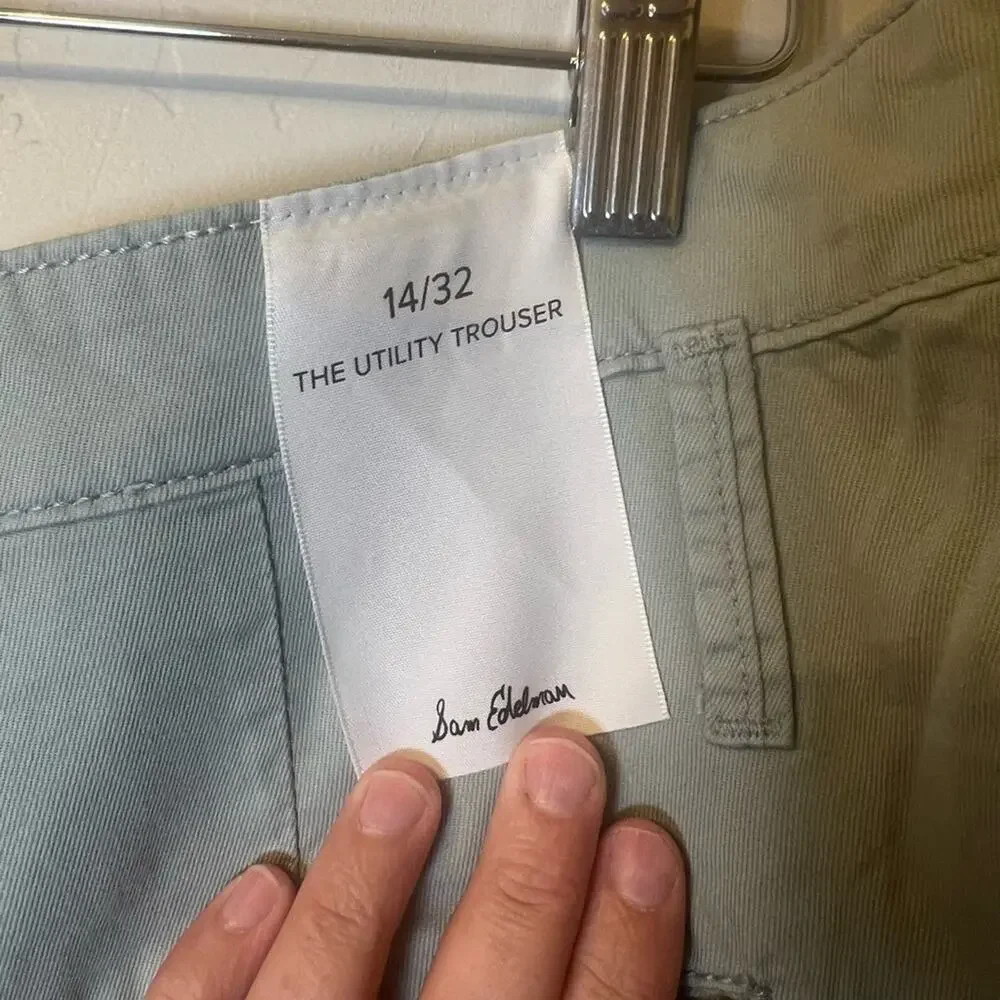 14/32
THE UTILITY TROUSER
Sam Edelman